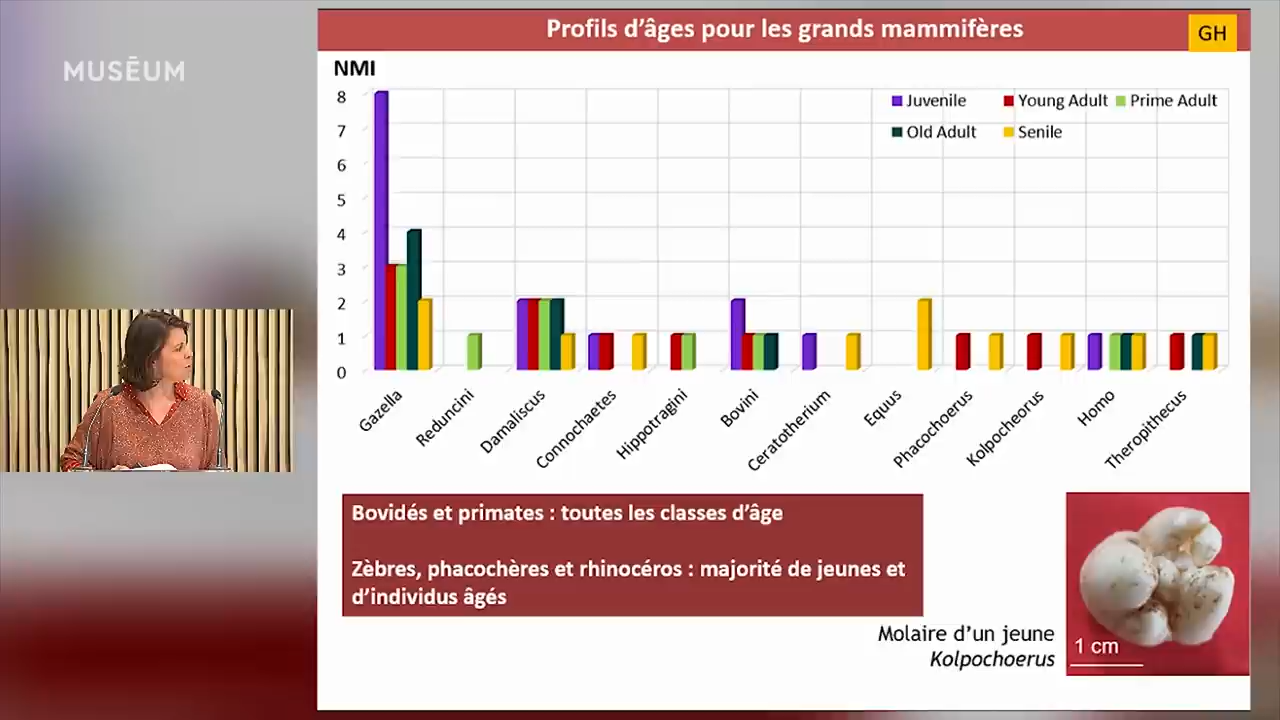 MUSĒUM
Profils d'âges pour les grands mammifères
GH
NMI
8
7
6
5
4
3
2
1
0
Juvenile
Young Adult
Prime Adult
Old Adult
Senile
Gazella
Reduncini
Damaliscus
Connochaetes
Hippotragini
Bovini
Ceratotherium
Equus
Phacochoerus
Kolpcheorus
Homo
Theropithecus
Bovidés et primates : toutes les classes d'âge
Zèbres, phacochères et rhinocéros : majorité de jeunes et
d'individus âgés
Molaire d'un jeune
Kolpochoerus
1 cm